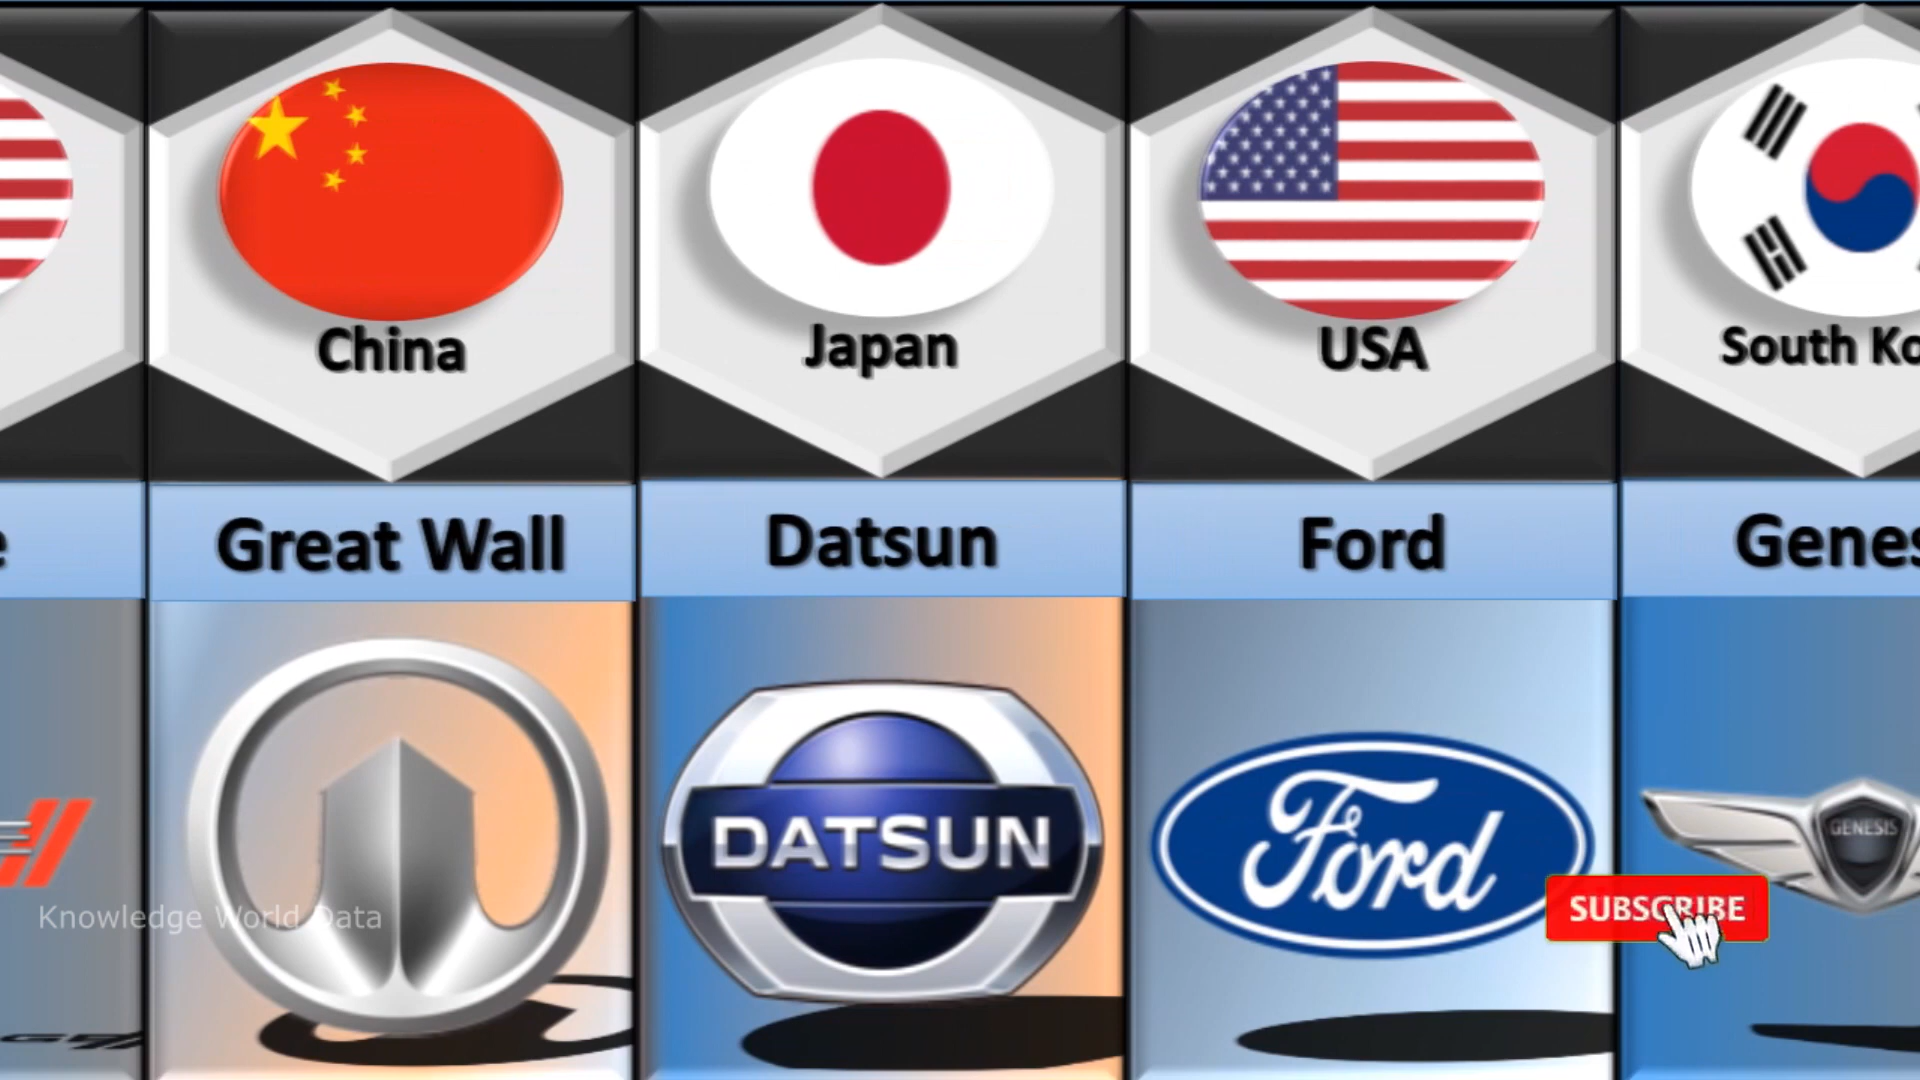 China
Japan
USA
South Ko
e
Great Wall
Datsun
Ford
Genes
DATSUN
Ford
GENESIS
SUBSCRIBE
Knowledge World Data